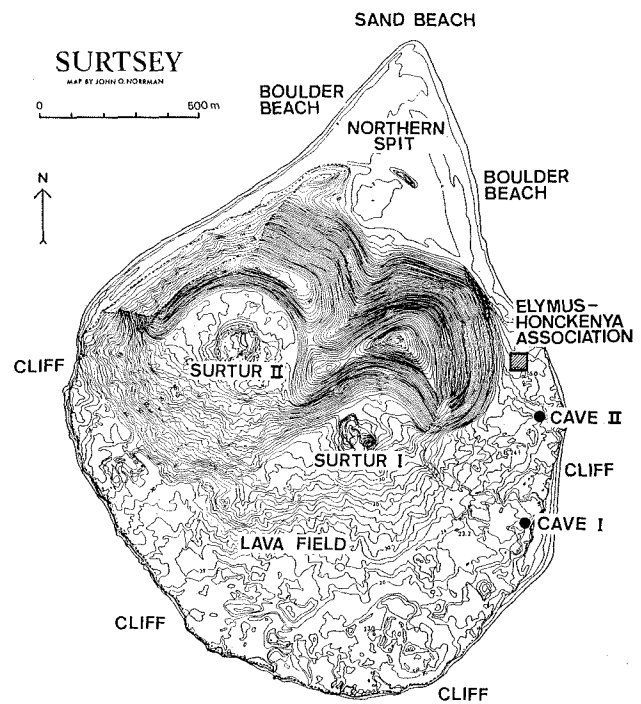 SAND BEACH
SURTSEY
MAP BY JOHN O. NORRMAN
0 500 m
BOULDER
BEACH
NORTHERN
SPIT
BOULDER
BEACH
N
ELYMUS–
HONCKENYA
ASSOCIATION
CLIFF
SURTUR II
CAVE II
SURTUR I
CLIFF
CAVE I
LAVA FIELD
CLIFF
CLIFF